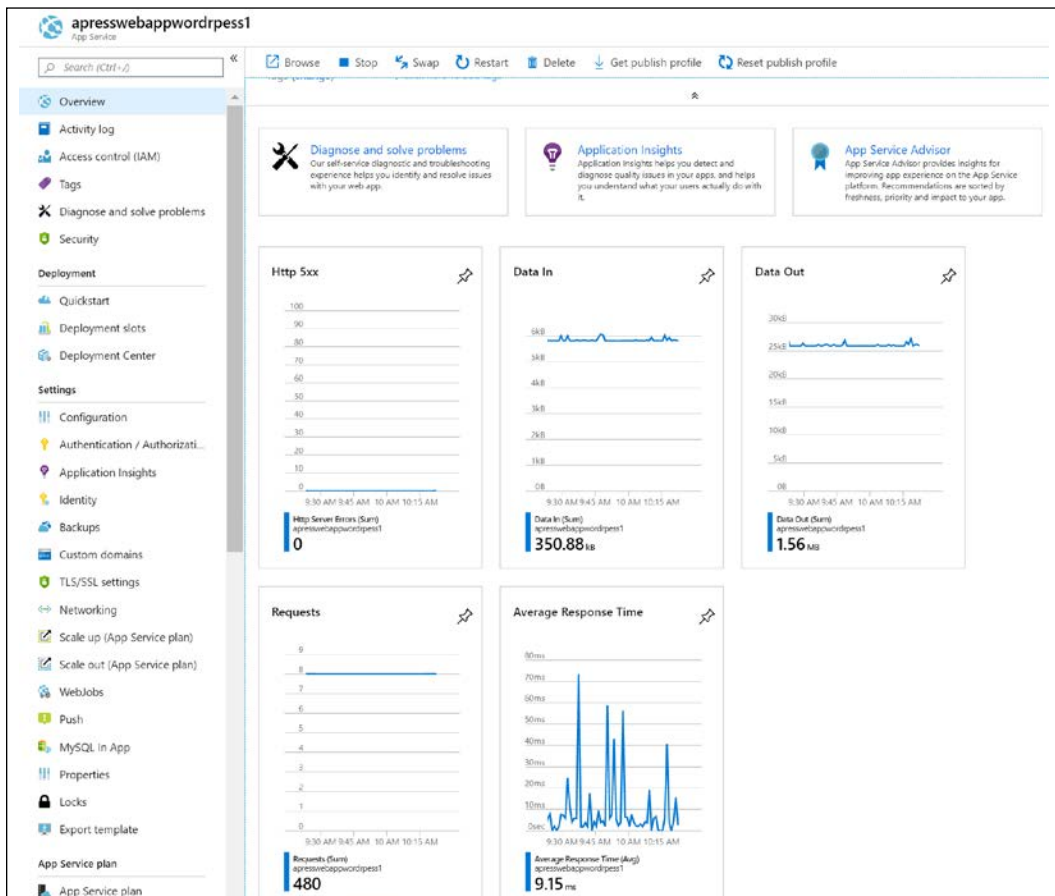 apresswebappwordrpess1
App Service
Search (Ctrl+/)
«
Browse
Stop
Swap
Restart
Delete
Get publish profile
Reset publish profile
Overview
Activity log
Access control (IAM)
Tags
Diagnose and solve problems
Security
Deployment
Quickstart
Deployment slots
Deployment Center
Settings
Configuration
Authentication / Authorizati...
Application Insights
Identity
Backups
Custom domains
TLS/SSL settings
Networking
Scale up (App Service plan)
Scale out (App Service plan)
WebJobs
Push
MySQL In App
Properties
Locks
Export template
App Service plan
App Service plan
Diagnose and solve problems
Our self-service diagnostic and troubleshooting
experience helps you identify and resolve issues
with your web app.
Application Insights
Application Insights helps you detect and
diagnose quality issues in your apps, and helps
you understand what your users actually do with
it.
App Service Advisor
App Service Advisor provides insights for
improving app experience on the App Service
platform. Recommendations are sorted by
freshness, priority and impact to your app.
Http 5xx
100
90
80
70
60
50
40
30
20
10
0
9:30 AM 9:45 AM 10 AM 10:15 AM
Http Server Errors (Sum)
apresswebappwordrpess1
0
Data In
6kB
5kB
4kB
3kB
2kB
1kB
0B
9:30 AM 9:45 AM 10 AM 10:15 AM
Data In (Sum)
apresswebappwordrpess1
350.88 kB
Data Out
30kB
25kB
20kB
15kB
10kB
5kB
0B
9:30 AM 9:45 AM 10 AM 10:15 AM
Data Out (Sum)
apresswebappwordrpess1
1.56 MB
Requests
9
8
7
6
5
4
3
2
1
0
9:30 AM 9:45 AM 10 AM 10:15 AM
Requests (Sum)
apresswebappwordrpess1
480
Average Response Time
80ms
70ms
60ms
50ms
40ms
30ms
20ms
10ms
0sec
9:30 AM 9:45 AM 10 AM 10:15 AM
Average Response Time (Avg)
apresswebappwordrpess1
9.15 ms